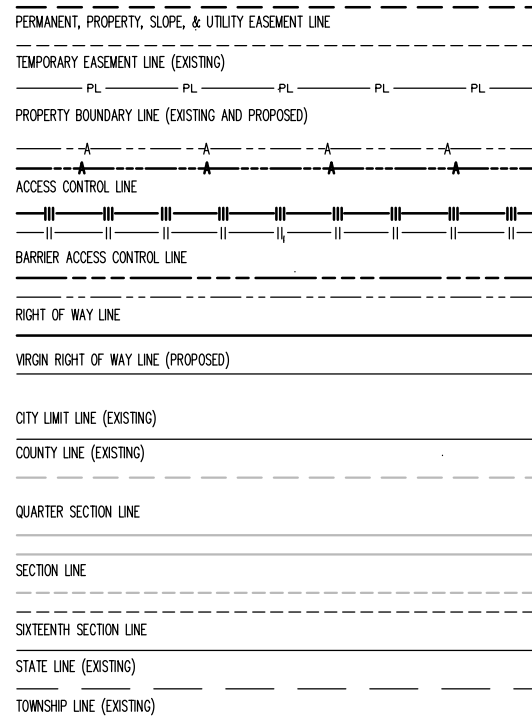 PERMANENT, PROPERTY, SLOPE, & UTILITY EASEMENT LINE
TEMPORARY EASEMENT LINE (EXISTING)
PL PL PL PL PL
PROPERTY BOUNDARY LINE (EXISTING AND PROPOSED)
A A A A
A A A A
ACCESS CONTROL LINE
BARRIER ACCESS CONTROL LINE
RIGHT OF WAY LINE
VIRGIN RIGHT OF WAY LINE (PROPOSED)
CITY LIMIT LINE (EXISTING)
COUNTY LINE (EXISTING)
QUARTER SECTION LINE
SECTION LINE
SIXTEENTH SECTION LINE
STATE LINE (EXISTING)
TOWNSHIP LINE (EXISTING)